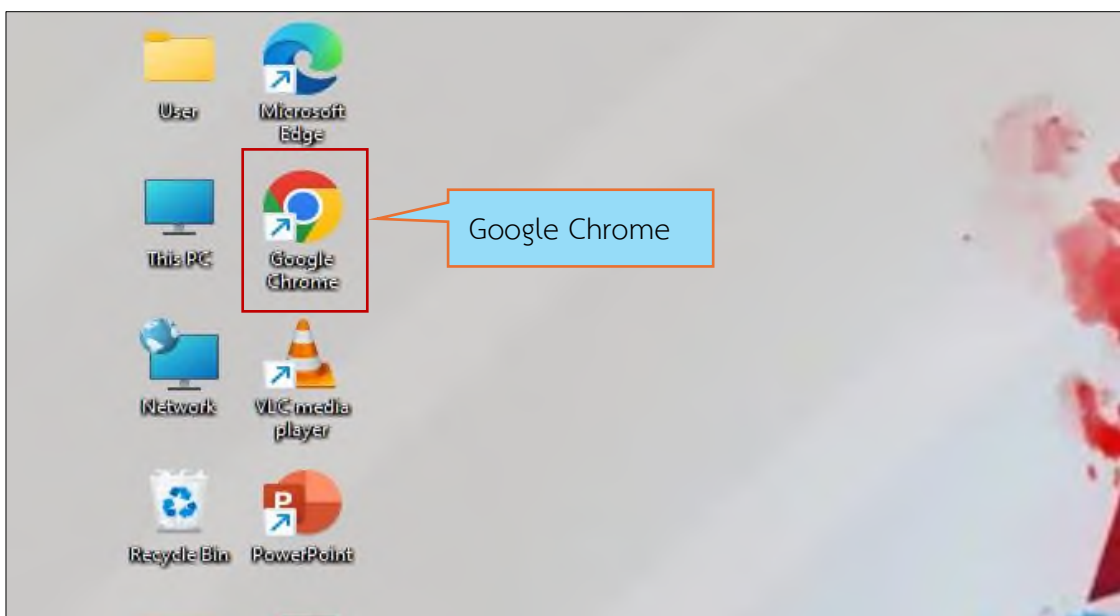 User
Microsoft
Edge
This PC
Google
Chrome
Google Chrome
Network
VLC media
player
Recycle Bin
P
PowerPoint